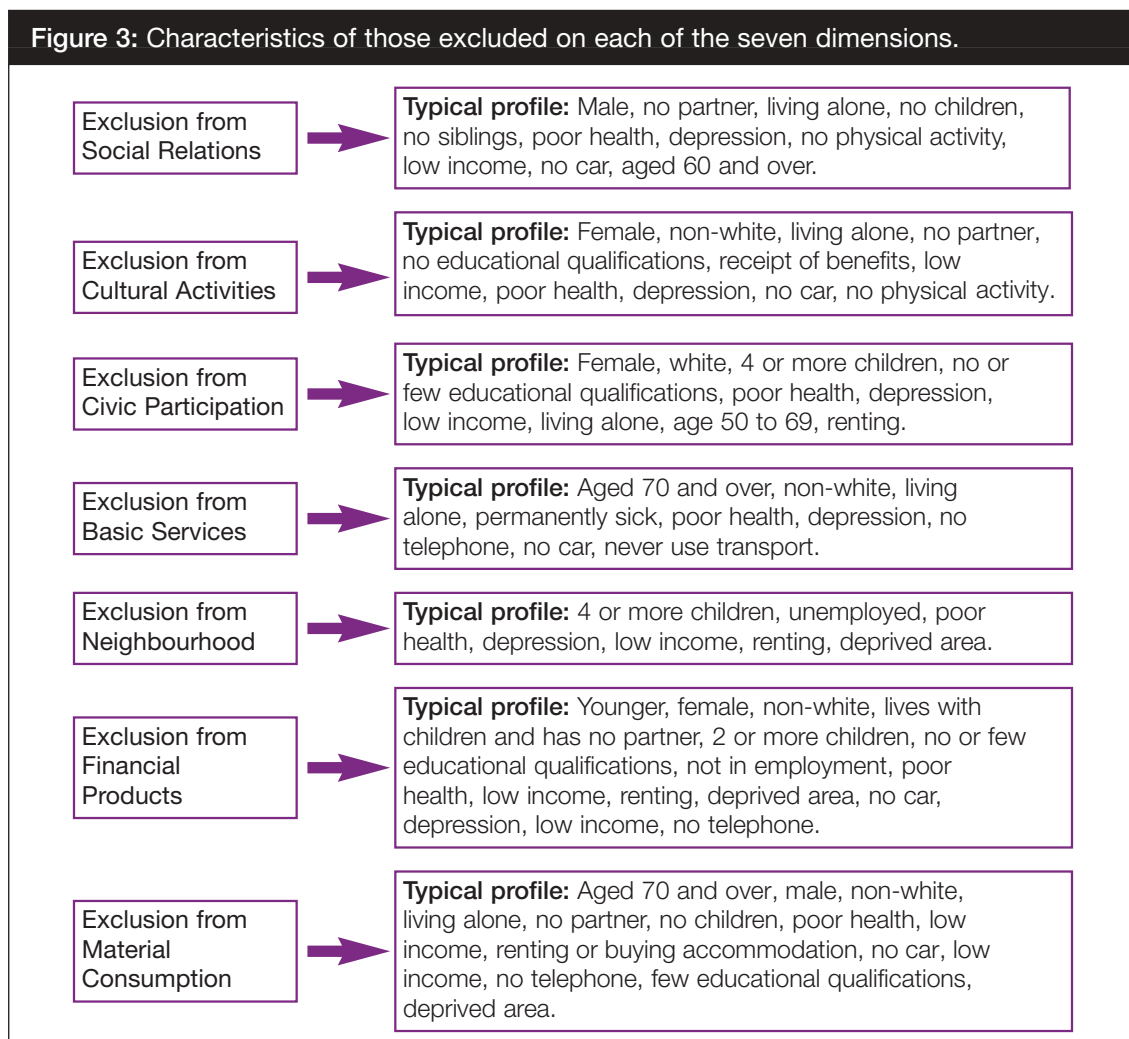 Figure 3: Characteristics of those excluded on each of the seven dimensions.
Exclusion from
Social Relations
Typical profile: Male, no partner, living alone, no children,
no siblings, poor health, depression, no physical activity,
low income, no car, aged 60 and over.
Exclusion from
Cultural Activities
Typical profile: Female, non-white, living alone, no partner,
no educational qualifications, receipt of benefits, low
income, poor health, depression, no car, no physical activity.
Exclusion from
Civic Participation
Typical profile: Female, white, 4 or more children, no or
few educational qualifications, poor health, depression,
low income, living alone, age 50 to 69, renting.
Exclusion from
Basic Services
Typical profile: Aged 70 and over, non-white, living
alone, permanently sick, poor health, depression, no
telephone, no car, never use transport.
Exclusion from
Neighbourhood
Typical profile: 4 or more children, unemployed, poor
health, depression, low income, renting, deprived area.
Exclusion from
Financial
Products
Typical profile: Younger, female, non-white, lives with
children and has no partner, 2 or more children, no or few
educational qualifications, not in employment, poor
health, low income, renting, deprived area, no car,
depression, low income, no telephone.
Exclusion from
Material
Consumption
Typical profile: Aged 70 and over, male, non-white,
living alone, no partner, no children, poor health, low
income, renting or buying accommodation, no car, low
income, no telephone, few educational qualifications,
deprived area.